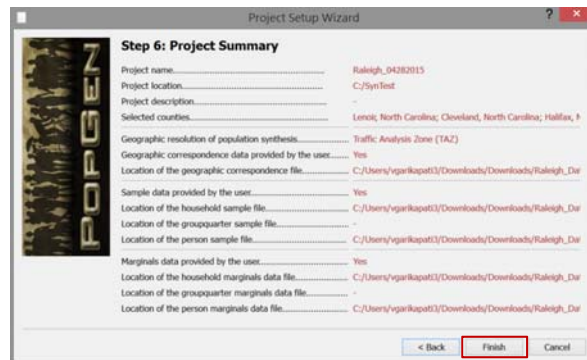 Project Setup Wizard
?
POPGEN
Step 6: Project Summary
Project name............................................................ Raleigh_04282015
Project location......................................................... C:/SynTest
Project description.................................................... -
Selected counties...................................................... Lenoir, North Carolina; Cleveland, North Carolina; Halifax, N
Geographic resolution of population synthesis................. Traffic Analysis Zone (TAZ)
Geographic correspondence data provided by the user....... Yes
Location of the geographic correspondence file................ C:/Users/vgarikapati3/Downloads/Downloads/Raleigh_Dat
Sample data provided by the user................................. Yes
Location of the household sample file............................ C:/Users/vgarikapati3/Downloads/Downloads/Raleigh_Dat
Location of the groupquarter sample file........................ -
Location of the person sample file................................ C:/Users/vgarikapati3/Downloads/Downloads/Raleigh_Dat
Marginals data provided by the user.............................. Yes
Location of the household marginals data file.................. C:/Users/vgarikapati3/Downloads/Downloads/Raleigh_Dat
Location of the groupquarter marginals data file............... -
Location of the person marginals data file...................... C:/Users/vgarikapati3/Downloads/Downloads/Raleigh_Dat
< Back Finish Cancel